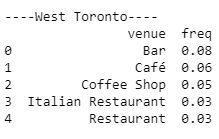 ----West Toronto----
venue freq
0 Bar 0.08
1 Café 0.06
2 Coffee Shop 0.05
3 Italian Restaurant 0.03
4 Restaurant 0.03